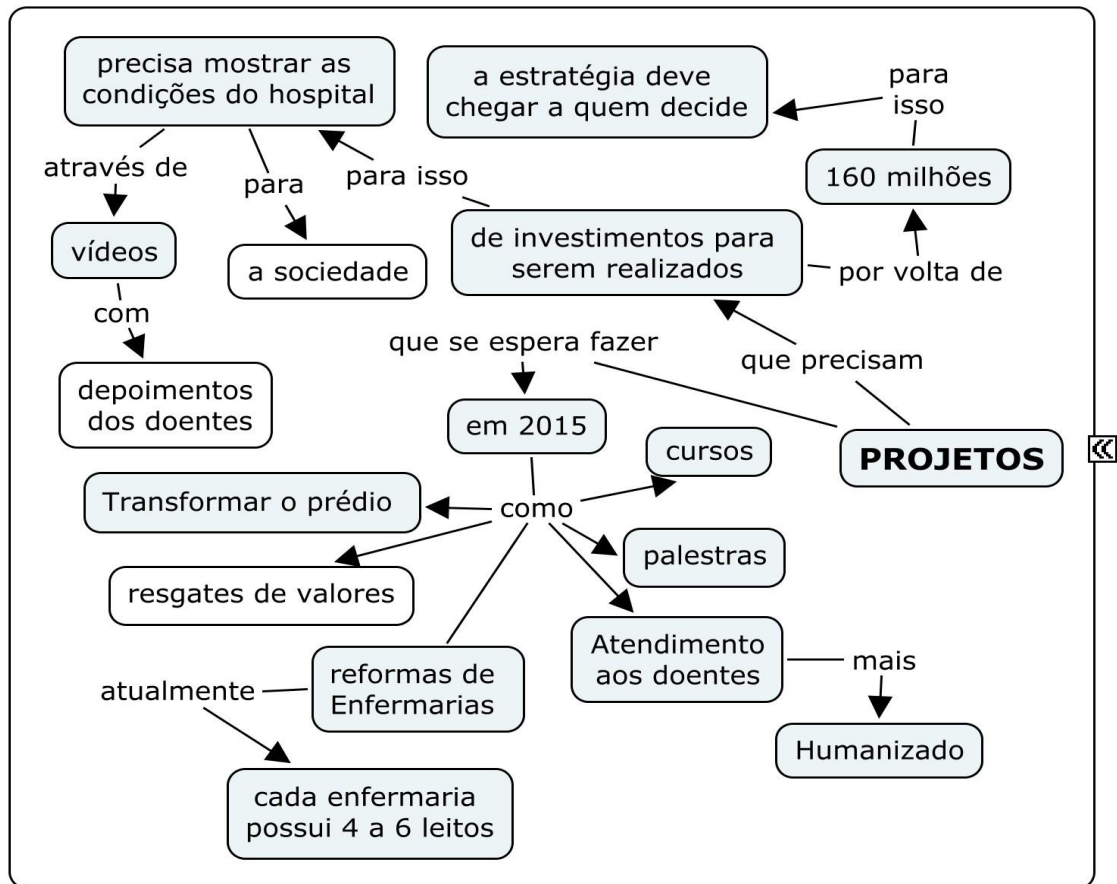 precisa mostrar as
condições do hospital
a estratégia deve
chegar a quem decide
para
isso
através de
para
para isso
160 milhões
vídeos
a sociedade
de investimentos para
serem realizados
por volta de
com
depoimentos
dos doentes
que se espera fazer
que precisam
em 2015
cursos
PROJETOS
Transformar o prédio
como
palestras
resgates de valores
Atendimento
aos doentes
mais
reformas de
Enfermarias
atualmente
Humanizado
cada enfermaria
possui 4 a 6 leitos